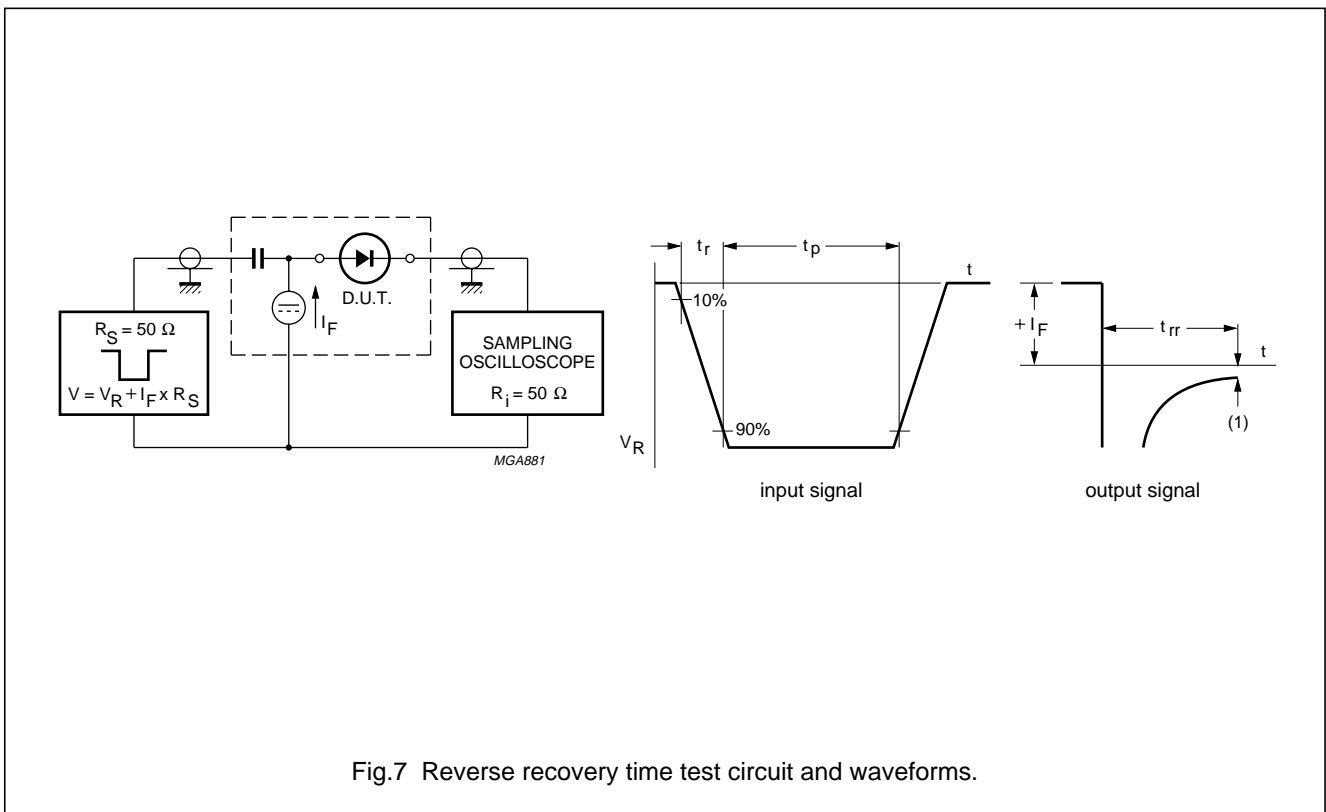 R_S = 50 Ω
V = V_R + I_F x R_S
D.U.T.
I_F
SAMPLING
OSCILLOSCOPE
R_i = 50 Ω
MGA881
t_r
t_p
t
10%
90%
V_R
input signal
+ I_F
t_rr
t
(1)
output signal
Fig.7 Reverse recovery time test circuit and waveforms.